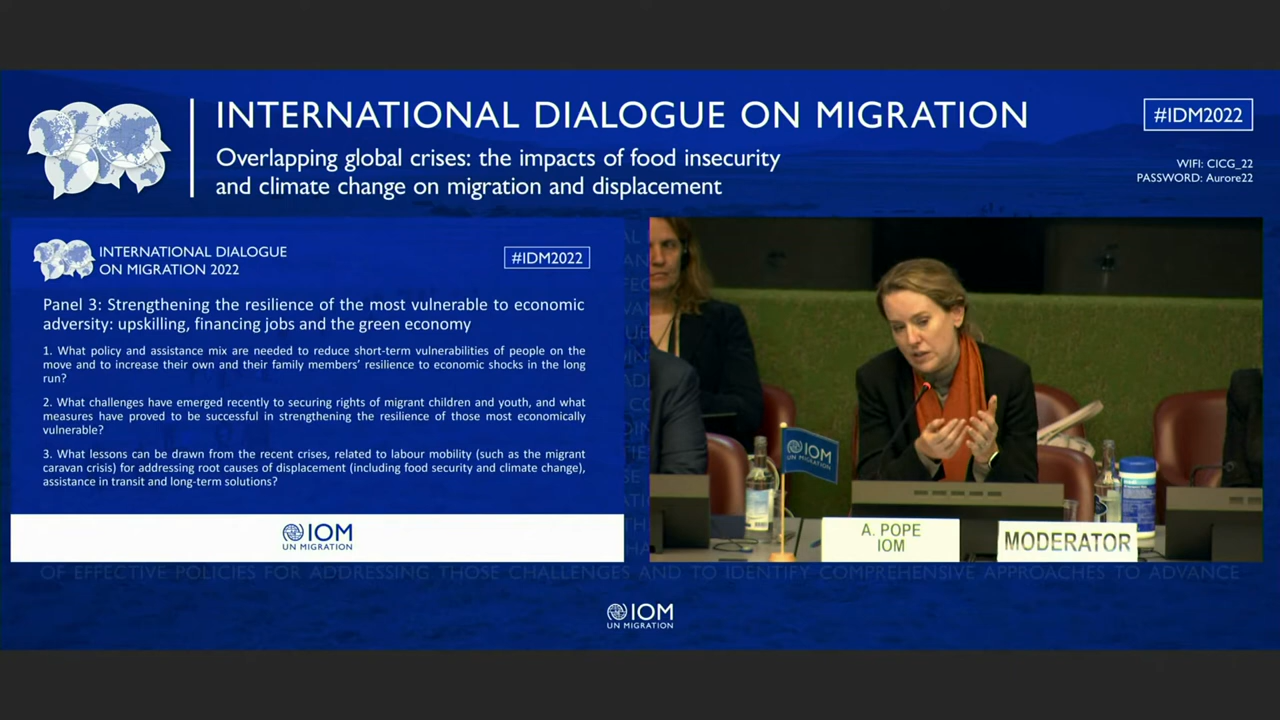 INTERNATIONAL DIALOGUE ON MIGRATION
Overlapping global crises: the impacts of food insecurity
and climate change on migration and displacement
#IDM2022
WIFI: CICG_22
PASSWORD: Aurore22
INTERNATIONAL DIALOGUE
ON MIGRATION 2022
#IDM2022
Panel 3: Strengthening the resilience of the most vulnerable to economic
adversity: upskilling, financing jobs and the green economy
1. What policy and assistance mix are needed to reduce short-term vulnerabilities of people on the
move and to increase their own and their family members' resilience to economic shocks in the long
run?
2. What challenges have emerged recently to securing rights of migrant children and youth, and what
measures have proved to be successful in strengthening the resilience of those most economically
vulnerable?
3. What lessons can be drawn from the recent crises, related to labour mobility (such as the migrant
caravan crisis) for addressing root causes of displacement (including food security and climate change),
assistance in transit and long-term solutions?
IOM
UN MIGRATION
IOM
A. POPE
IOM
MODERATOR
OF EFFECTIVE POLICIES FOR ADDRESSING THOSE CHALLENGES AND TO IDENTIFY COMPREHENSIVE APPROACHES TO ADVANCE
IOM
UN MIGRATION